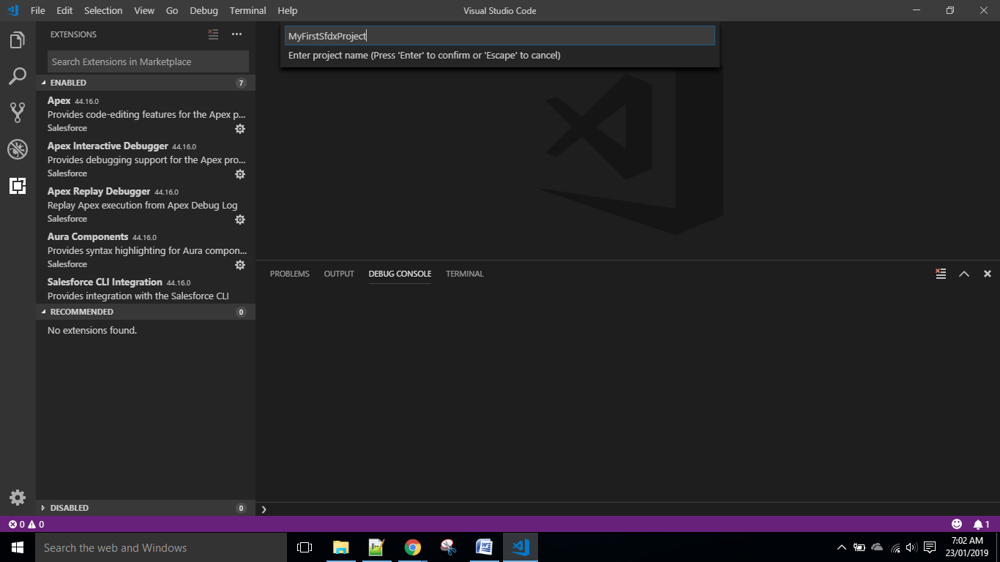 File Edit Selection View Go Debug Terminal Help
Visual Studio Code
EXTENSIONS
Search Extensions in Marketplace
ENABLED 7
Apex 44.16.0
Provides code-editing features for the Apex p...
Salesforce
Apex Interactive Debugger 44.16.0
Provides debugging support for the Apex pro...
Salesforce
Apex Replay Debugger 44.16.0
Replay Apex execution from Apex Debug Log
Salesforce
Aura Components 44.16.0
Provides syntax highlighting for Aura compon...
Salesforce
Salesforce CLI Integration 44.16.0
Provides integration with the Salesforce CLI
RECOMMENDED 0
No extensions found.
DISABLED 0
MyFirstSfdxProject
Enter project name (Press 'Enter' to confirm or 'Escape' to cancel)
PROBLEMS OUTPUT DEBUG CONSOLE TERMINAL
0 0
1
Search the web and Windows
7:02 AM
23/01/2019